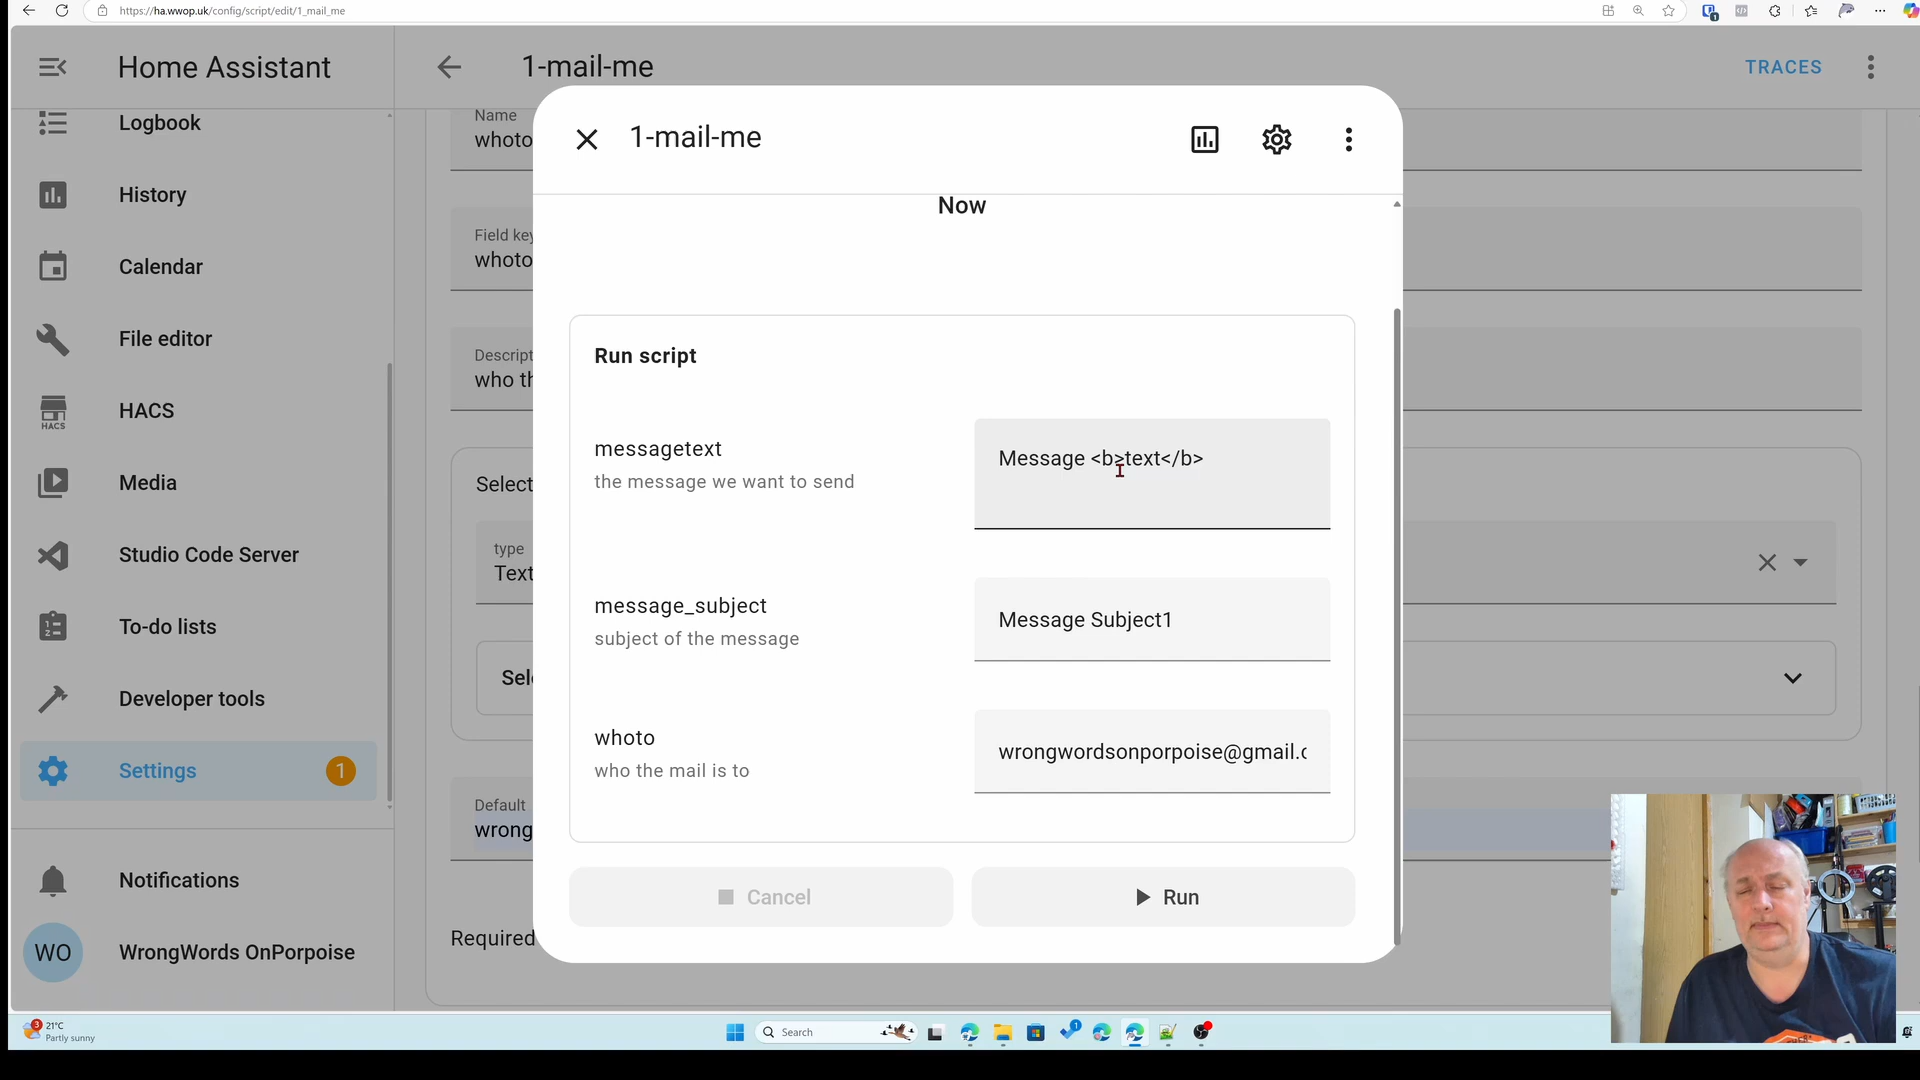 https://ha.wwop.uk/config/script/edit/1_mail_me
Home Assistant
1-mail-me
TRACES
Logbook
History
Calendar
File editor
HACS
HACS
Media
Studio Code Server
To-do lists
Developer tools
Settings
1
Notifications
WO
WrongWords OnPorpoise
Name
whoto
Field key
whoto
Descript
who th
Select
type
Text
Sele
Default
wrong
Required
1-mail-me
Now
Run script
messagetext
the message we want to send
Message <b>text</b>
message_subject
subject of the message
Message Subject1
whoto
who the mail is to
wrongwordsonporpoise@gmail.c
Cancel
Run
3
21°C
Partly sunny
Search
1